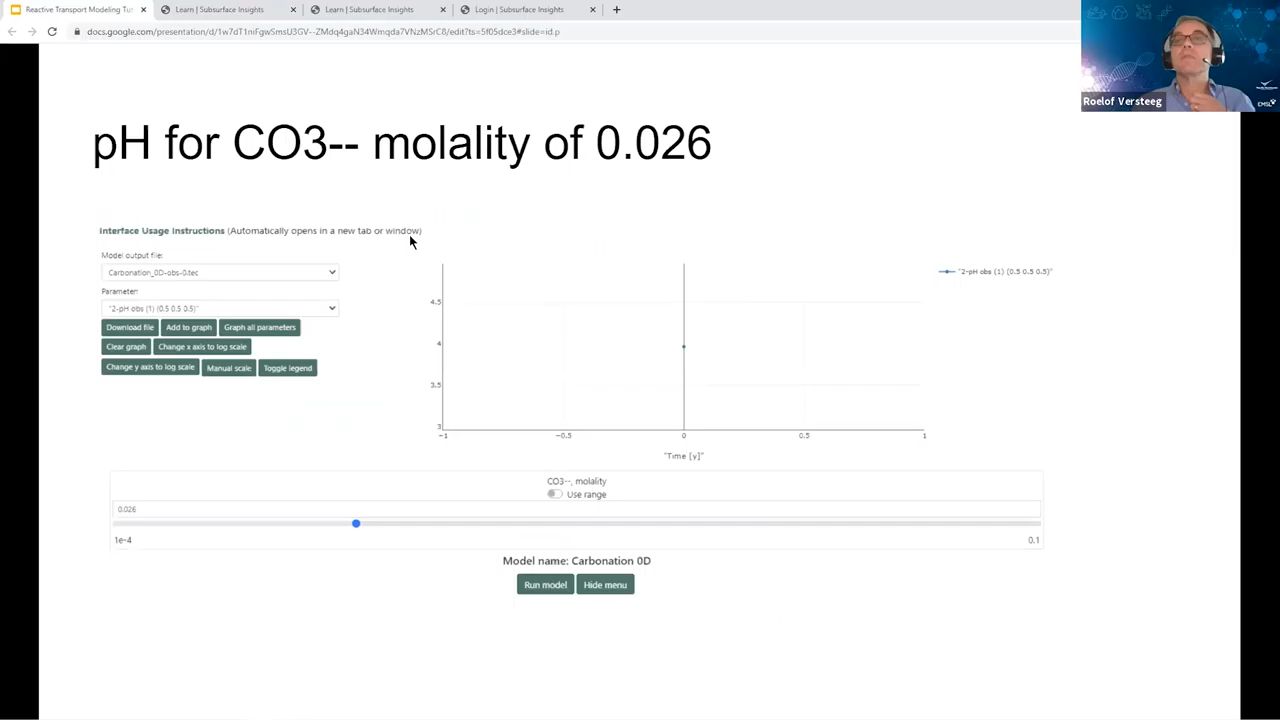 Reactive Transport Modeling Tu
Learn | Subsurface Insights
Learn | Subsurface Insights
Login | Subsurface Insights
docs.google.com/presentation/d/1w7dT1mFgwSmsU3GV--ZMdq4gaN34Wmqda7VNzMSrC8/edit?ts=5f05dce3#slide=id.p
Roelof Versteeg
EMSL
pH for CO3-- molality of 0.026
Interface Usage Instructions (Automatically opens in a new tab or window)
Model output file:
Carbonation_0D-obs-0.tec
Parameter:
"2-pH obs (1) (0.5 0.5 0.5)"
Download file Add to graph Graph all parameters
Clear graph Change x axis to log scale
Change y axis to log scale Manual scale Toggle legend
"2-pH obs (1) (0.5 0.5 0.5)"
4.5
4
3.5
3
−1 −0.5 0 0.5 1
"Time [y]"
CO3--, molality
Use range
0.026
1e-4 0.1
Model name: Carbonation 0D
Run model Hide menu